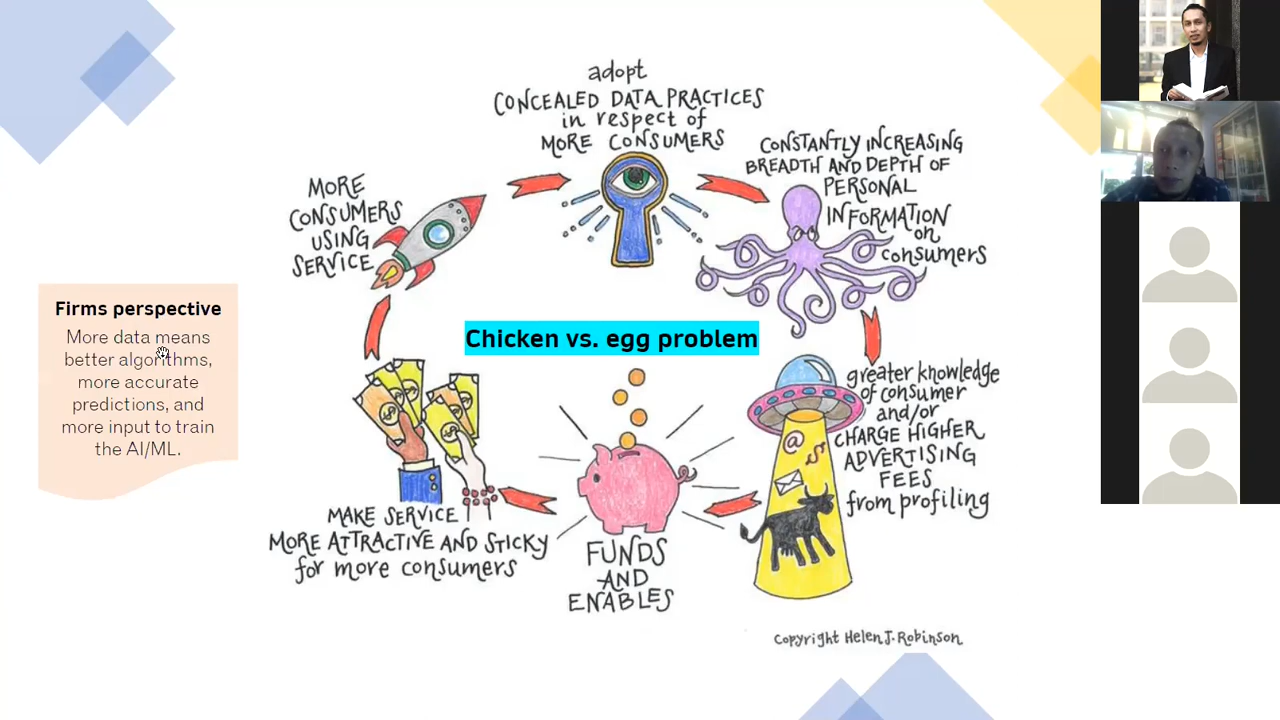 adopt
CONCEALED DATA PRACTICES
in respect of
MORE CONSUMERS
CONSTANTLY INCREASING
BREADTH AND DEPTH OF
PERSONAL
INFORMATION
on
consumers
MORE
CONSUMERS
USING
SERVICE
Firms perspective
More data means
better algorithms,
more accurate
predictions, and
more input to train
the AI/ML.
Chicken vs. egg problem
greater knowledge
of consumer
and/or
CHARGE HIGHER
ADVERTISING
FEES
from profiling
@
$
MAKE SERVICE
MORE ATTRACTIVE AND STICKY
for more consumers
FUNDS
AND
ENABLES
Copyright Helen J. Robinson